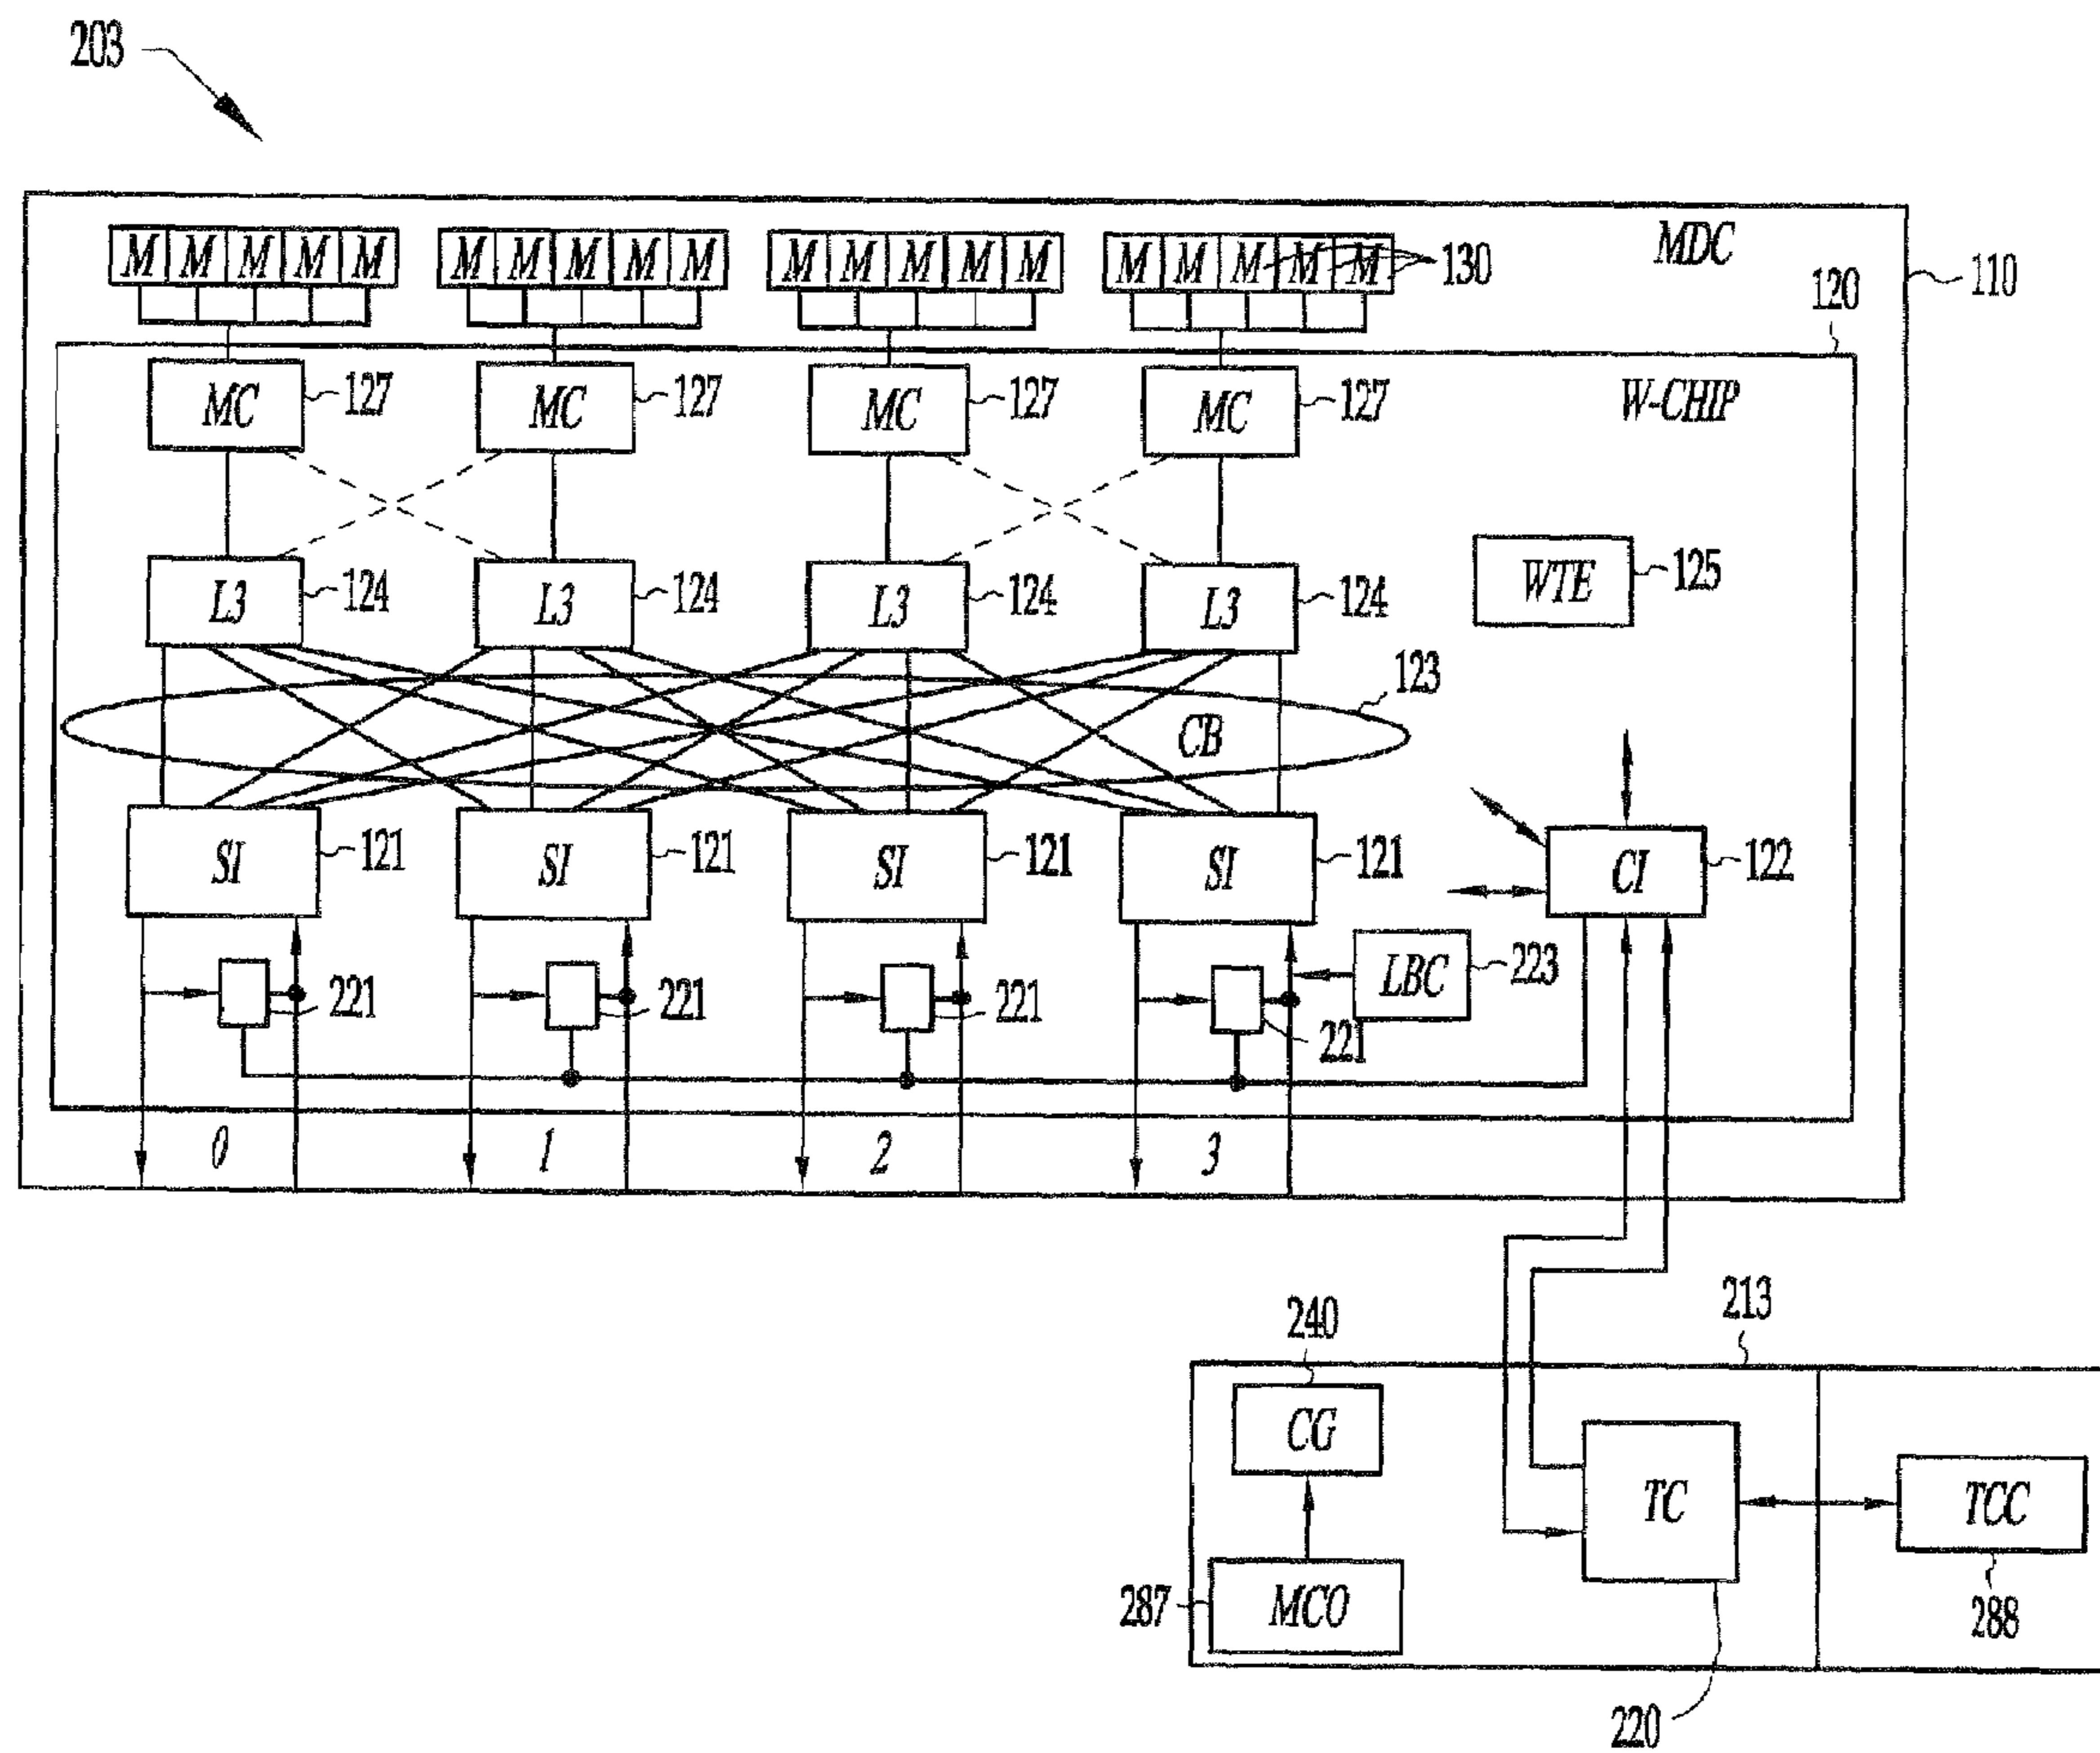 203
MDC
M M M M M M M M M M M M M M M M M M M M 130
110
120
W-CHIP
MC 127 MC 127 MC 127 MC 127
L3 124 L3 124 L3 124 L3 124
WTE 125
123
CB
SI 121 SI 121 SI 121 SI 121
CI 122
221 221 221 221
LBC 223
0 1 2 3
213
240
CG
TC
TCC
287 MCO
288
220